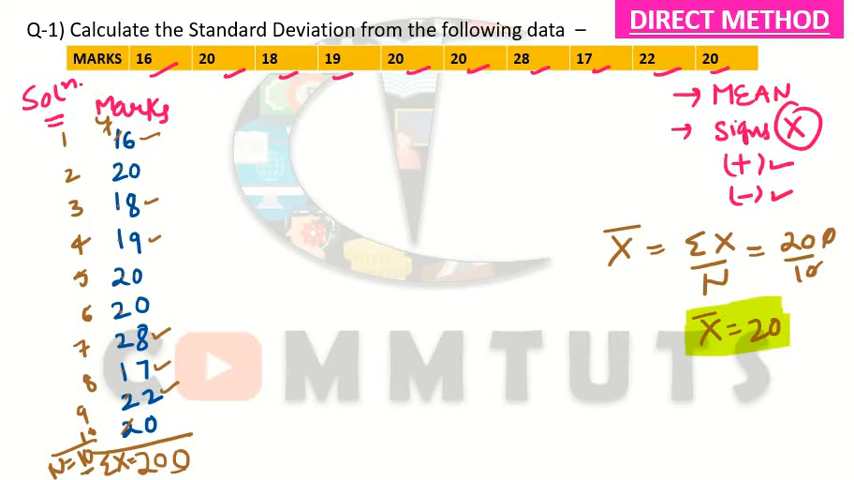 DIRECT METHOD
Q-1) Calculate the Standard Deviation from the following data –
MARKS 16 20 18 19 20 20 28 17 22 20
Soln.
Marks
→ MEAN
→ Signs X
(+) ✓
(−) ✓
X
1 16
2 20
3 18
4 19
5 20
6 20
7 28
8 17
9 22
10 20
N=10 ΣX=200
X̅ = ΣX/N = 200/10
X̅ = 20
COMMTUTS